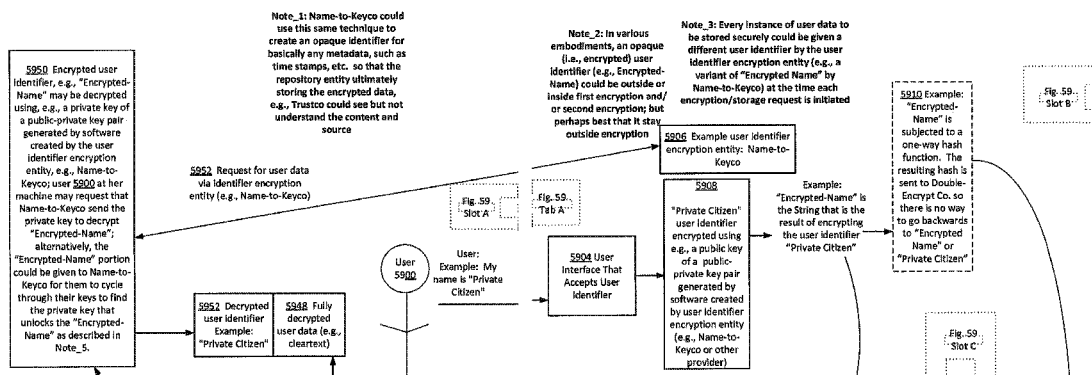 Note_1: Name-to-Keyco could
use this same technique to
create an opaque identifier for
basically any metadata, such as
time stamps, etc. so that the
repository entity ultimately
storing the encrypted data,
e.g., Trustco could see but not
understand the content and
source
Note_2: In various
embodiments, an opaque
(i.e., encrypted) user
identifier (e.g., Encrypted-
Name) could be outside or
inside first encryption and/
or second encryption; but
perhaps best that it stay
outside encryption
Note_3: Every instance of user data to
be stored securely could be given a
different user identifier by the user
identifier encryption entity (e.g., a
variant of "Encrypted Name" by
Name-to-Keyco) at the time each
encryption/storage request is initiated
5950 Encrypted user
identifier, e.g., "Encrypted-
Name" may be decrypted
using, e.g., a private key of
a public-private key pair
generated by software
created by the user
identifier encryption
entity, e.g., Name-to-
Keyco; user 5900 at her
machine may request that
Name-to-Keyco send the
private key to decrypt
"Encrypted-Name";
alternatively, the
"Encrypted-Name" portion
could be given to Name-to-
Keyco for them to cycle
through their keys to find
the private key that
unlocks the "Encrypted-
Name" as described in
Note_5.
5952 Request for user data
via identifier encryption
entity (e.g., Name-to-Keyco)
5906 Example user identifier
encryption entity: Name-to-
Keyco
5910 Example:
"Encrypted-
Name" is
subjected to a
one-way hash
function. The
resulting hash is
sent to Double-
Encrypt Co. so
there is no way
to go backwards
to "Encrypted
Name" or
"Private Citizen"
Fig. 59
Slot B
Fig. 59
Slot A
Fig. 59
Tab A
5908
"Private Citizen"
user identifier
encrypted using
e.g., a public key
of a public-
private key pair
generated by
software created
by user identifier
encryption entity
(e.g., Name-to-
Keyco or other
provider)
Example:
"Encrypted-Name" is
the String that is the
result of encrypting
the user identifier
"Private Citizen"
User
5900
User:
Example: My
name is "Private
Citizen"
5904 User
Interface That
Accepts User
Identifier
5952 Decrypted
user identifier
Example:
"Private Citizen"
5948 Fully
decrypted
user data (e.g.,
cleartext)
Fig. 59
Slot C